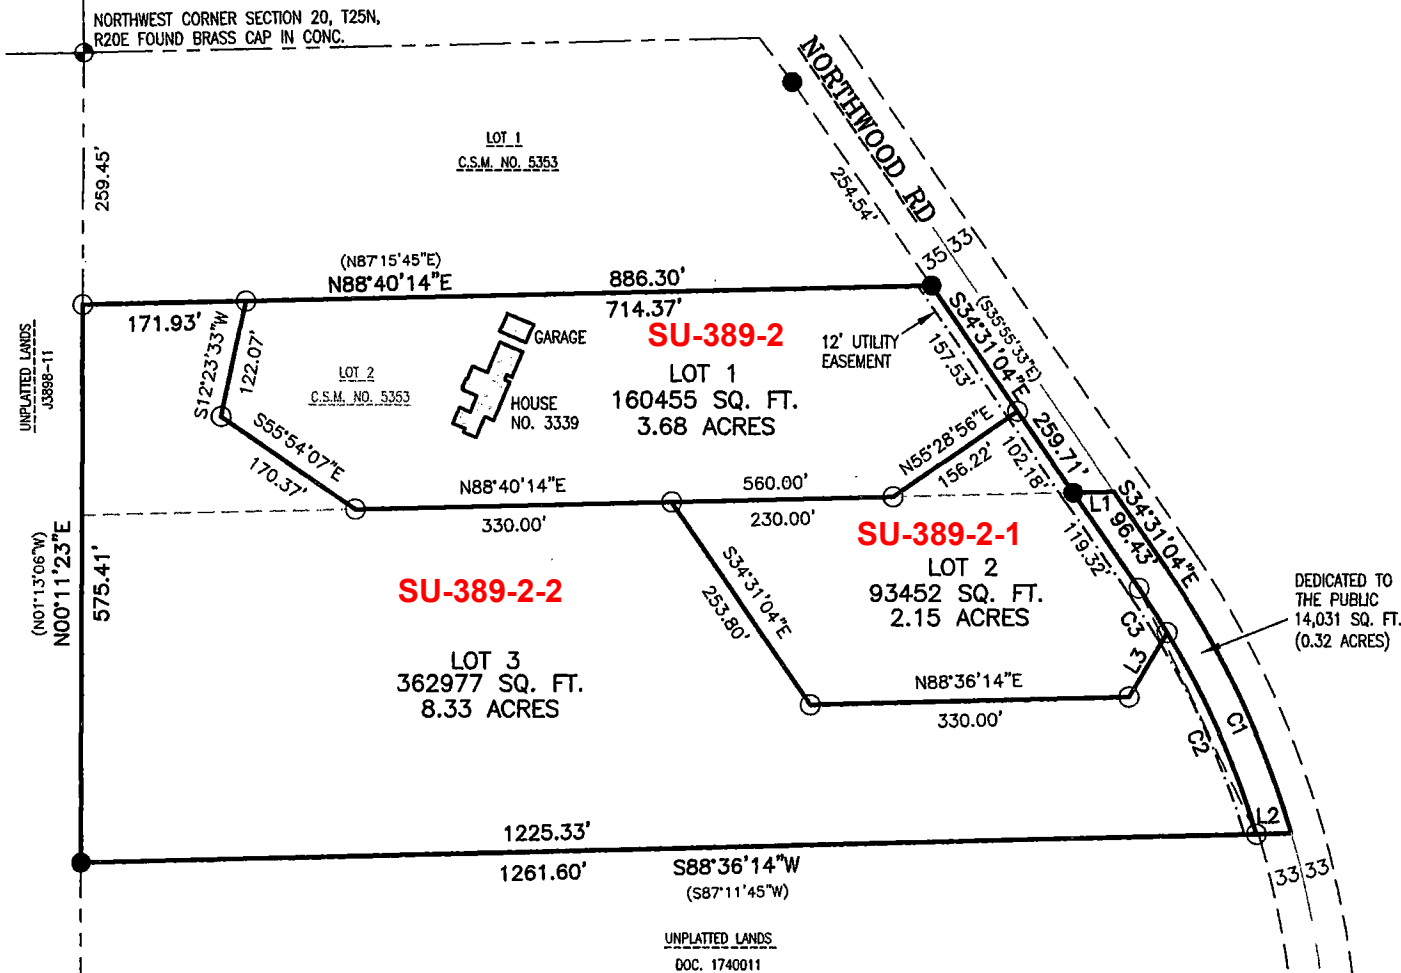 NORTHWEST CORNER SECTION 20, T25N,
R20E FOUND BRASS CAP IN CONC.
NORTHWOOD RD
LOT 1
C.S.M. NO. 5353
259.45'
254.54'
35
33
(N87°15'45"E)
N88°40'14"E
886.30'
714.37'
171.93'
S12°23'33"W
122.07'
UNPLATTED LANDS
J3898-11
GARAGE
SU-389-2
12' UTILITY
EASEMENT
157.53'
S34°31'04"E
(S35°55'33"E)
259.71'
LOT 2
C.S.M. NO. 5353
HOUSE
NO. 3339
LOT 1
160455 SQ. FT.
3.68 ACRES
S55°54'07"E
170.37'
N55°28'56"E
156.22'
102.18'
N88°40'14"E
330.00'
560.00'
230.00'
L1
S34°31'04"E
96.43'
119.32'
SU-389-2-1
LOT 2
93452 SQ. FT.
2.15 ACRES
(N01°13'06"W)
N00°11'23"E
575.41'
SU-389-2-2
S34°31'04"E
253.80'
DEDICATED TO
THE PUBLIC
14,031 SQ. FT.
(0.32 ACRES)
C3
L3
LOT 3
362977 SQ. FT.
8.33 ACRES
N88°36'14"E
330.00'
C1
C2
L2
1225.33'
1261.60'
S88°36'14"W
(S87°11'45"W)
33
33
UNPLATTED LANDS
DOC. 1740011